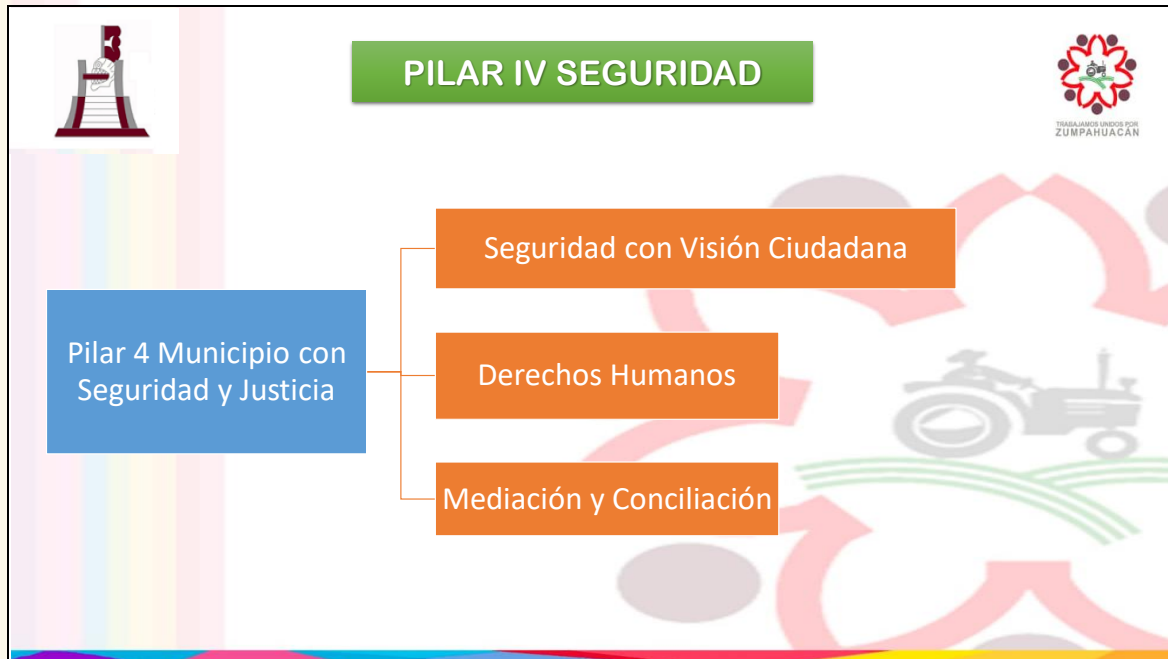 PILAR IV SEGURIDAD
TRABAJAMOS UNIDOS POR
ZUMPAHUACÁN
Seguridad con Visión Ciudadana
Pilar 4 Municipio con
Seguridad y Justicia
Derechos Humanos
Mediación y Conciliación